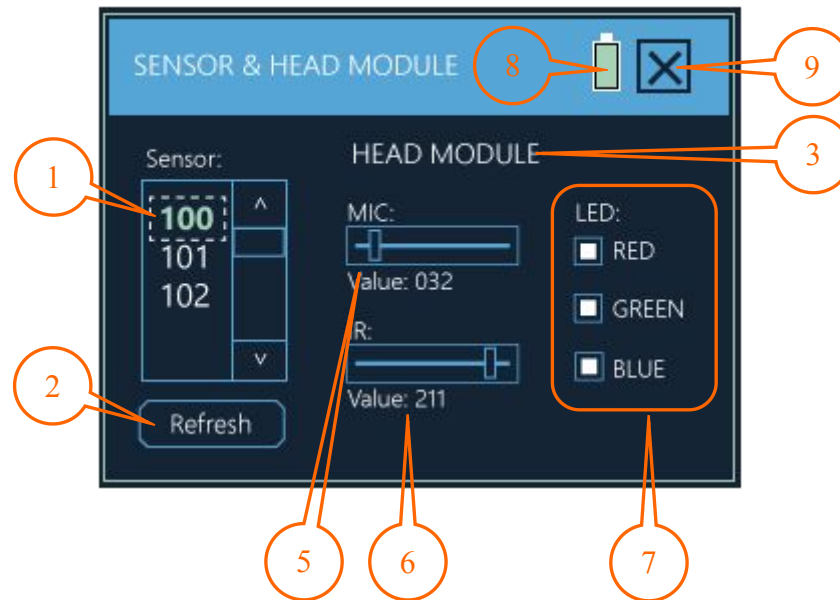 SENSOR & HEAD MODULE
8
9
HEAD MODULE
3
Sensor:
1
100
101
102
^
v
MIC:
Value: 032
IR:
Value: 211
LED:
RED
GREEN
BLUE
2
Refresh
5
6
7